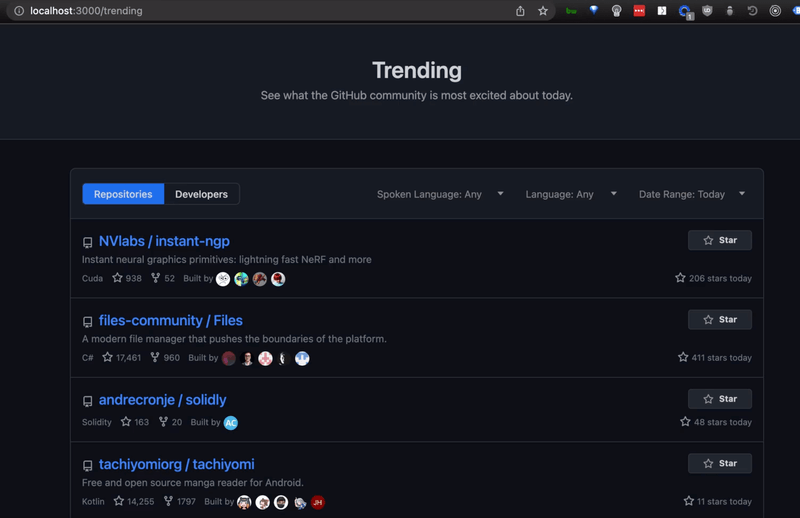 localhost:3000/trending
1
Trending
See what the GitHub community is most excited about today.
Repositories Developers Spoken Language: Any Language: Any Date Range: Today
NVlabs / instant-ngp Star
Instant neural graphics primitives: lightning fast NeRF and more
Cuda 938 52 Built by 206 stars today
files-community / Files Star
A modern file manager that pushes the boundaries of the platform.
C# 17,461 960 Built by 411 stars today
andrecronje / solidly Star
Solidity 163 20 Built by AC 48 stars today
tachiyomiorg / tachiyomi Star
Free and open source manga reader for Android.
Kotlin 14,255 1797 Built by JH 11 stars today